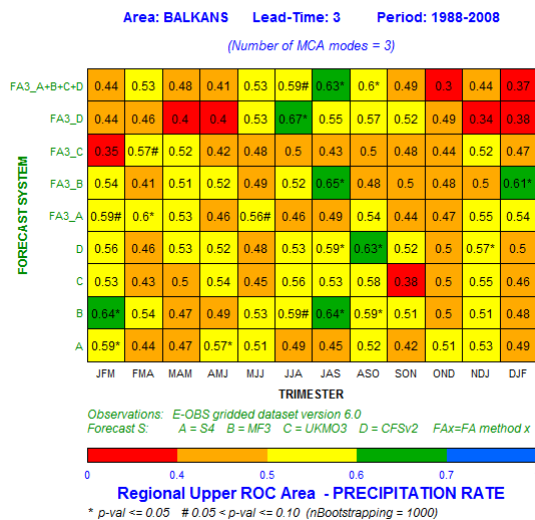 Area: BALKANS Lead-Time: 3 Period: 1988-2008
(Number of MCA modes = 3)
FA3_A+B+C+D 0.44 0.53 0.48 0.41 0.53 0.59# 0.63* 0.6* 0.49 0.3 0.44 0.37
FA3_D 0.44 0.46 0.4 0.4 0.53 0.67* 0.55 0.57 0.52 0.49 0.34 0.38
FA3_C 0.35 0.57# 0.52 0.42 0.48 0.5 0.43 0.5 0.48 0.44 0.52 0.47
FA3_B 0.54 0.41 0.51 0.52 0.49 0.52 0.65* 0.48 0.5 0.48 0.5 0.61*
FA3_A 0.59# 0.6* 0.53 0.46 0.56# 0.46 0.49 0.54 0.44 0.47 0.55 0.54
D 0.56 0.46 0.53 0.52 0.48 0.53 0.59* 0.63* 0.52 0.5 0.57* 0.5
C 0.53 0.43 0.5 0.54 0.45 0.56 0.53 0.58 0.38 0.5 0.55 0.46
B 0.64* 0.54 0.47 0.49 0.53 0.59# 0.64* 0.59* 0.51 0.5 0.51 0.48
A 0.59* 0.44 0.47 0.57* 0.51 0.49 0.45 0.52 0.42 0.51 0.53 0.49
FORECAST SYSTEM
JFM FMA MAM AMJ MJJ JJA JAS ASO SON OND NDJ DJF
TRIMESTER
Observations: E-OBS gridded dataset version 6.0
Forecast S: A = S4 B = MF3 C = UKMO3 D = CFSv2 FAx=FA method x
0 0.4 0.5 0.6 0.7
Regional Upper ROC Area - PRECIPITATION RATE
* p-val <= 0.05 # 0.05 < p-val <= 0.10 (nBootstrapping = 1000)